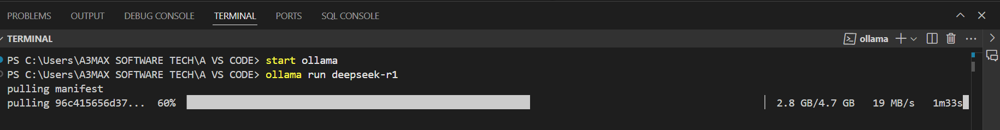 PROBLEMS OUTPUT DEBUG CONSOLE TERMINAL PORTS SQL CONSOLE
TERMINAL ollama
PS C:\Users\A3MAX SOFTWARE TECH\A VS CODE> start ollama
PS C:\Users\A3MAX SOFTWARE TECH\A VS CODE> ollama run deepseek-r1
pulling manifest
pulling 96c415656d37... 60% 2.8 GB/4.7 GB 19 MB/s 1m33s